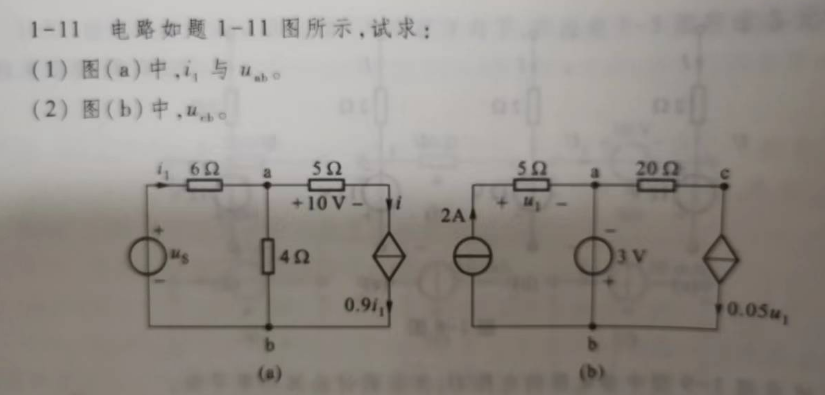 1-11 电路如题 1-11 图所示,试求:
(1) 图(a)中,i₁ 与 uₐb。
(2) 图(b)中,u_cb。
i₁ 6Ω a 5Ω
+ 10 V - i
+ uₛ -
4Ω
0.9i₁
b
(a)
5Ω a 20Ω c
+ u₁ -
2A
- 3 V +
0.05u₁
b
(b)